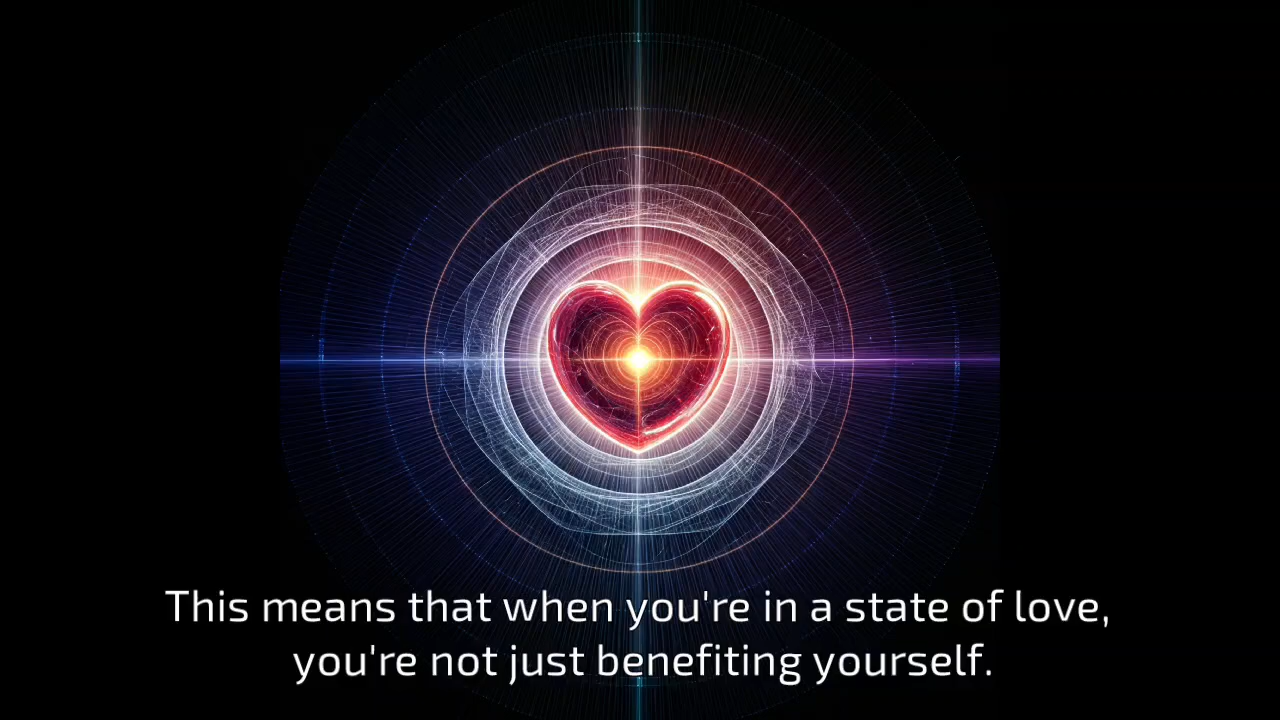 This means that when you're in a state of love,
you're not just benefiting yourself.